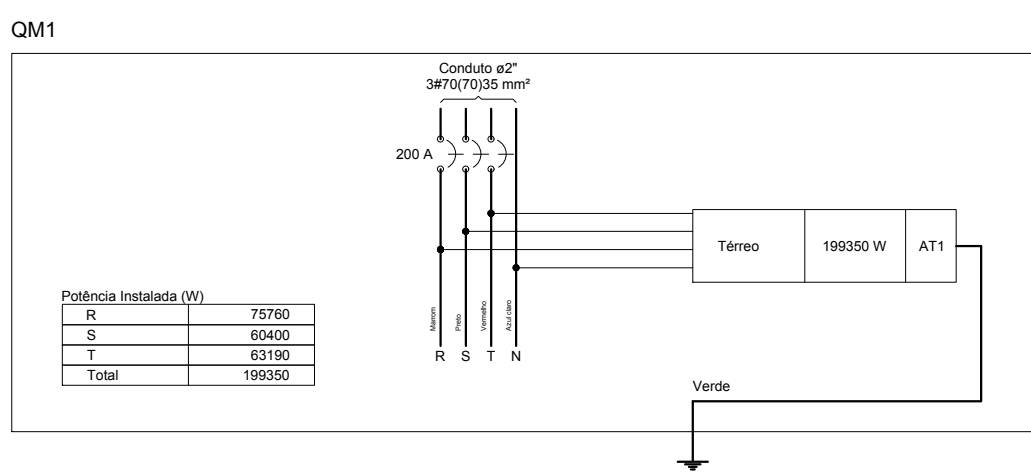 QM1
Conduto ø2"
3#70(70)35 mm²
200 A
Térreo 199350 W AT1
Potência Instalada (W)
R 75760
S 60400
T 63190
Total 199350
Marrom
Preto
Vermelho
Azul claro
R S T N
Verde